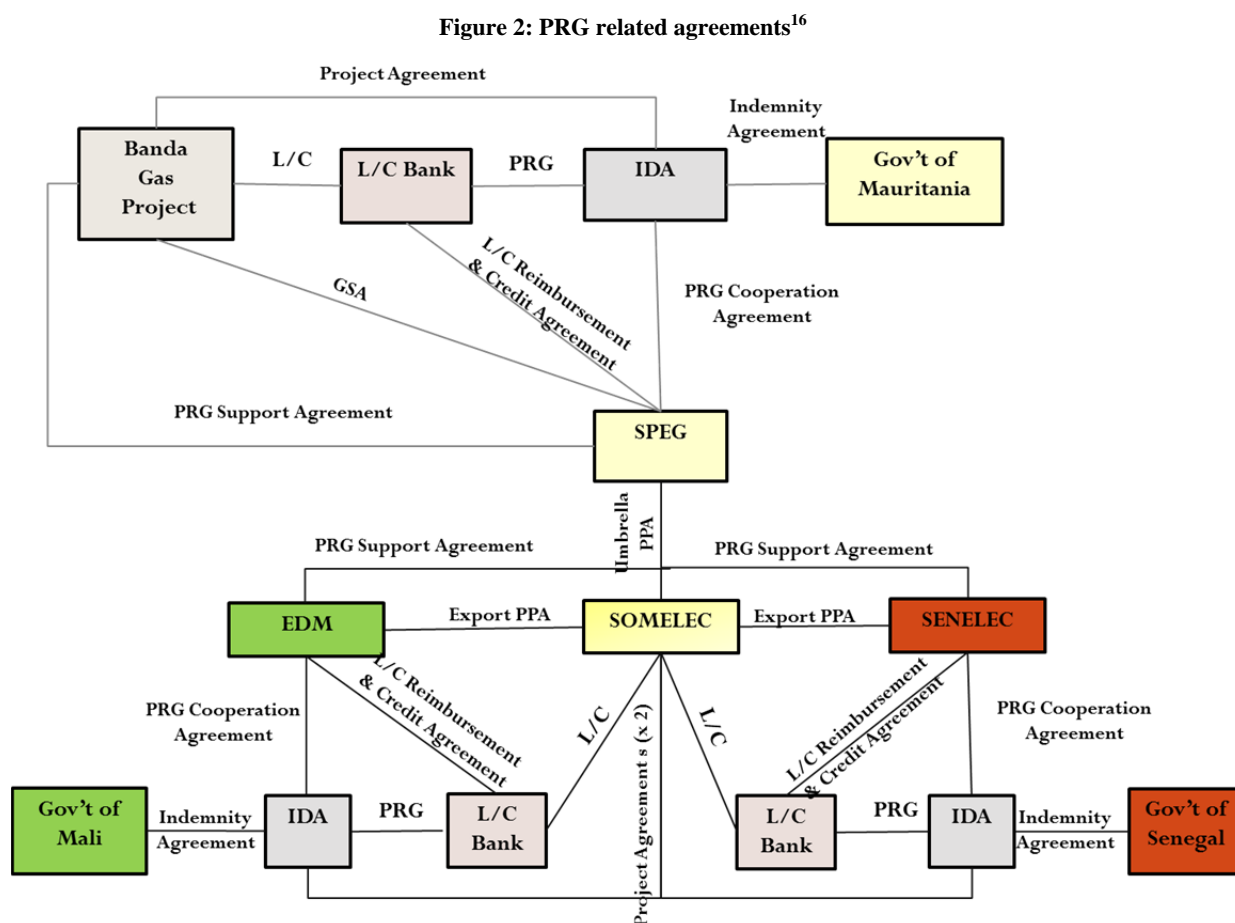 Figure 2: PRG related agreements16
Project Agreement
Indemnity
Agreement
Banda
Gas
Project
L/C
L/C Bank
PRG
IDA
Gov't of
Mauritania
L/C Reimbursement
& Credit Agreement
GSA
PRG Cooperation
Agreement
PRG Support Agreement
SPEG
Umbrella
PPA
PRG Support Agreement
PRG Support Agreement
EDM
Export PPA
SOMELEC
Export PPA
SENELEC
L/C Reimbursement
& Credit Agreement
PRG Cooperation
Agreement
L/C
Project Agreement s (x 2)
L/C
L/C Reimbursement
& Credit Agreement
PRG Cooperation
Agreement
Gov't of
Mali
Indemnity
Agreement
IDA
PRG
L/C
Bank
L/C
Bank
PRG
IDA
Indemnity
Agreement
Gov't of
Senegal